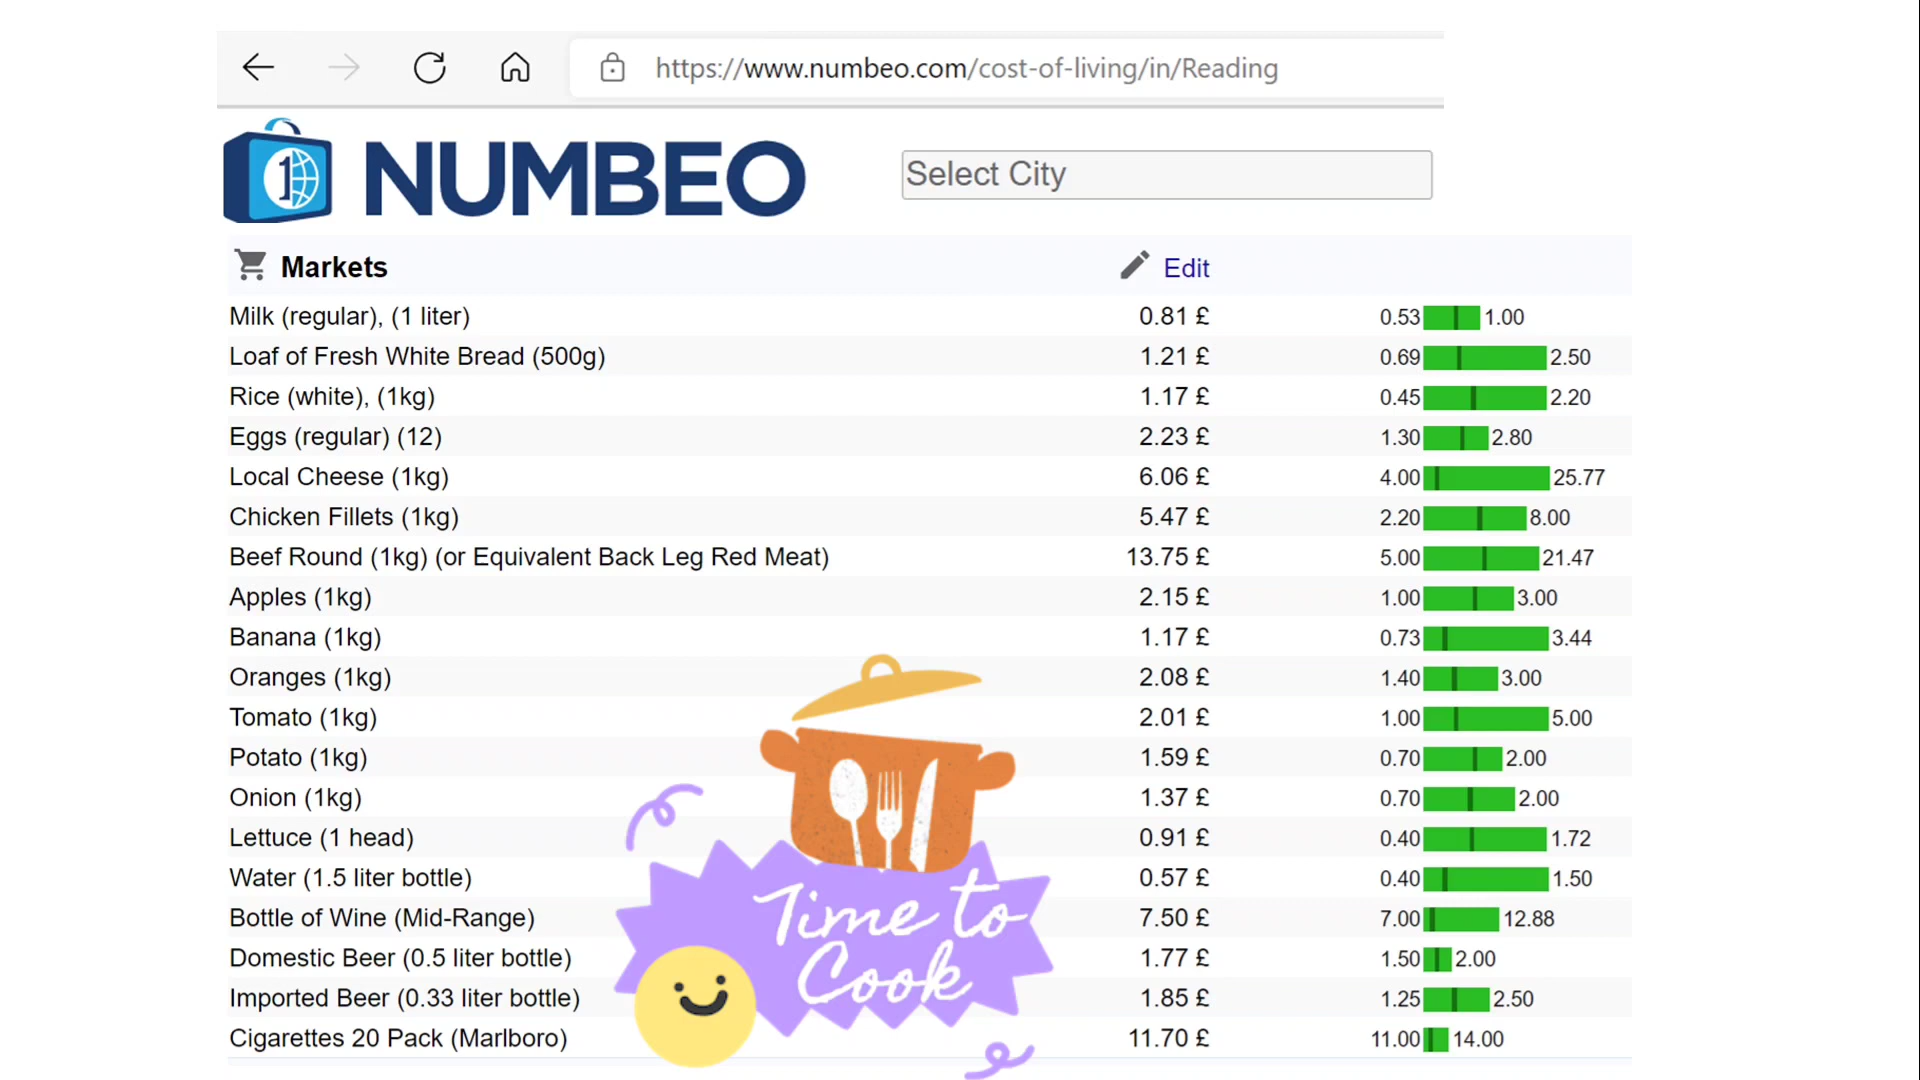 https://www.numbeo.com/cost-of-living/in/Reading
1 NUMBEO
Select City
Markets Edit
Milk (regular), (1 liter) 0.81 £ 0.53 1.00
Loaf of Fresh White Bread (500g) 1.21 £ 0.69 2.50
Rice (white), (1kg) 1.17 £ 0.45 2.20
Eggs (regular) (12) 2.23 £ 1.30 2.80
Local Cheese (1kg) 6.06 £ 4.00 25.77
Chicken Fillets (1kg) 5.47 £ 2.20 8.00
Beef Round (1kg) (or Equivalent Back Leg Red Meat) 13.75 £ 5.00 21.47
Apples (1kg) 2.15 £ 1.00 3.00
Banana (1kg) 1.17 £ 0.73 3.44
Oranges (1kg) 2.08 £ 1.40 3.00
Tomato (1kg) 2.01 £ 1.00 5.00
Potato (1kg) 1.59 £ 0.70 2.00
Onion (1kg) 1.37 £ 0.70 2.00
Lettuce (1 head) 0.91 £ 0.40 1.72
Water (1.5 liter bottle) 0.57 £ 0.40 1.50
Bottle of Wine (Mid-Range) 7.50 £ 7.00 12.88
Domestic Beer (0.5 liter bottle) 1.77 £ 1.50 2.00
Imported Beer (0.33 liter bottle) 1.85 £ 1.25 2.50
Cigarettes 20 Pack (Marlboro) 11.70 £ 11.00 14.00
Time to
Cook